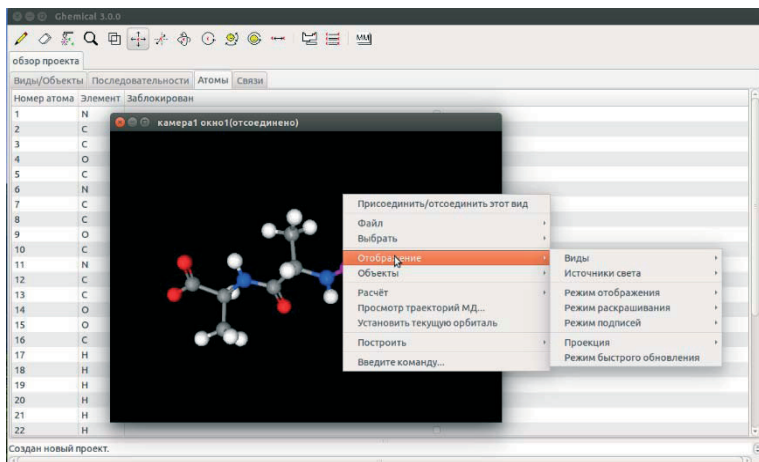 Ghemical 3.0.0
обзор проекта
Виды/Объекты Последовательности Атомы Связи
Номер атома Элемент Заблокирован
1 N
2 C
3 C
4 O
5 C
6 N
7 C
8 C
9 O
10 C
11 N
12 C
13 C
14 O
15 O
16 C
17 H
18 H
19 H
20 H
21 H
22 H
камера1 окно1(отсоединено)
Присоединить/отсоединить этот вид
Файл
Выбрать
Отображение
Объекты
Расчёт
Просмотр траекторий МД...
Установить текущую орбиталь
Построить
Введите команду...
Виды
Источники света
Режим отображения
Режим раскрашивания
Режим подписей
Проекция
Режим быстрого обновления
Создан новый проект.